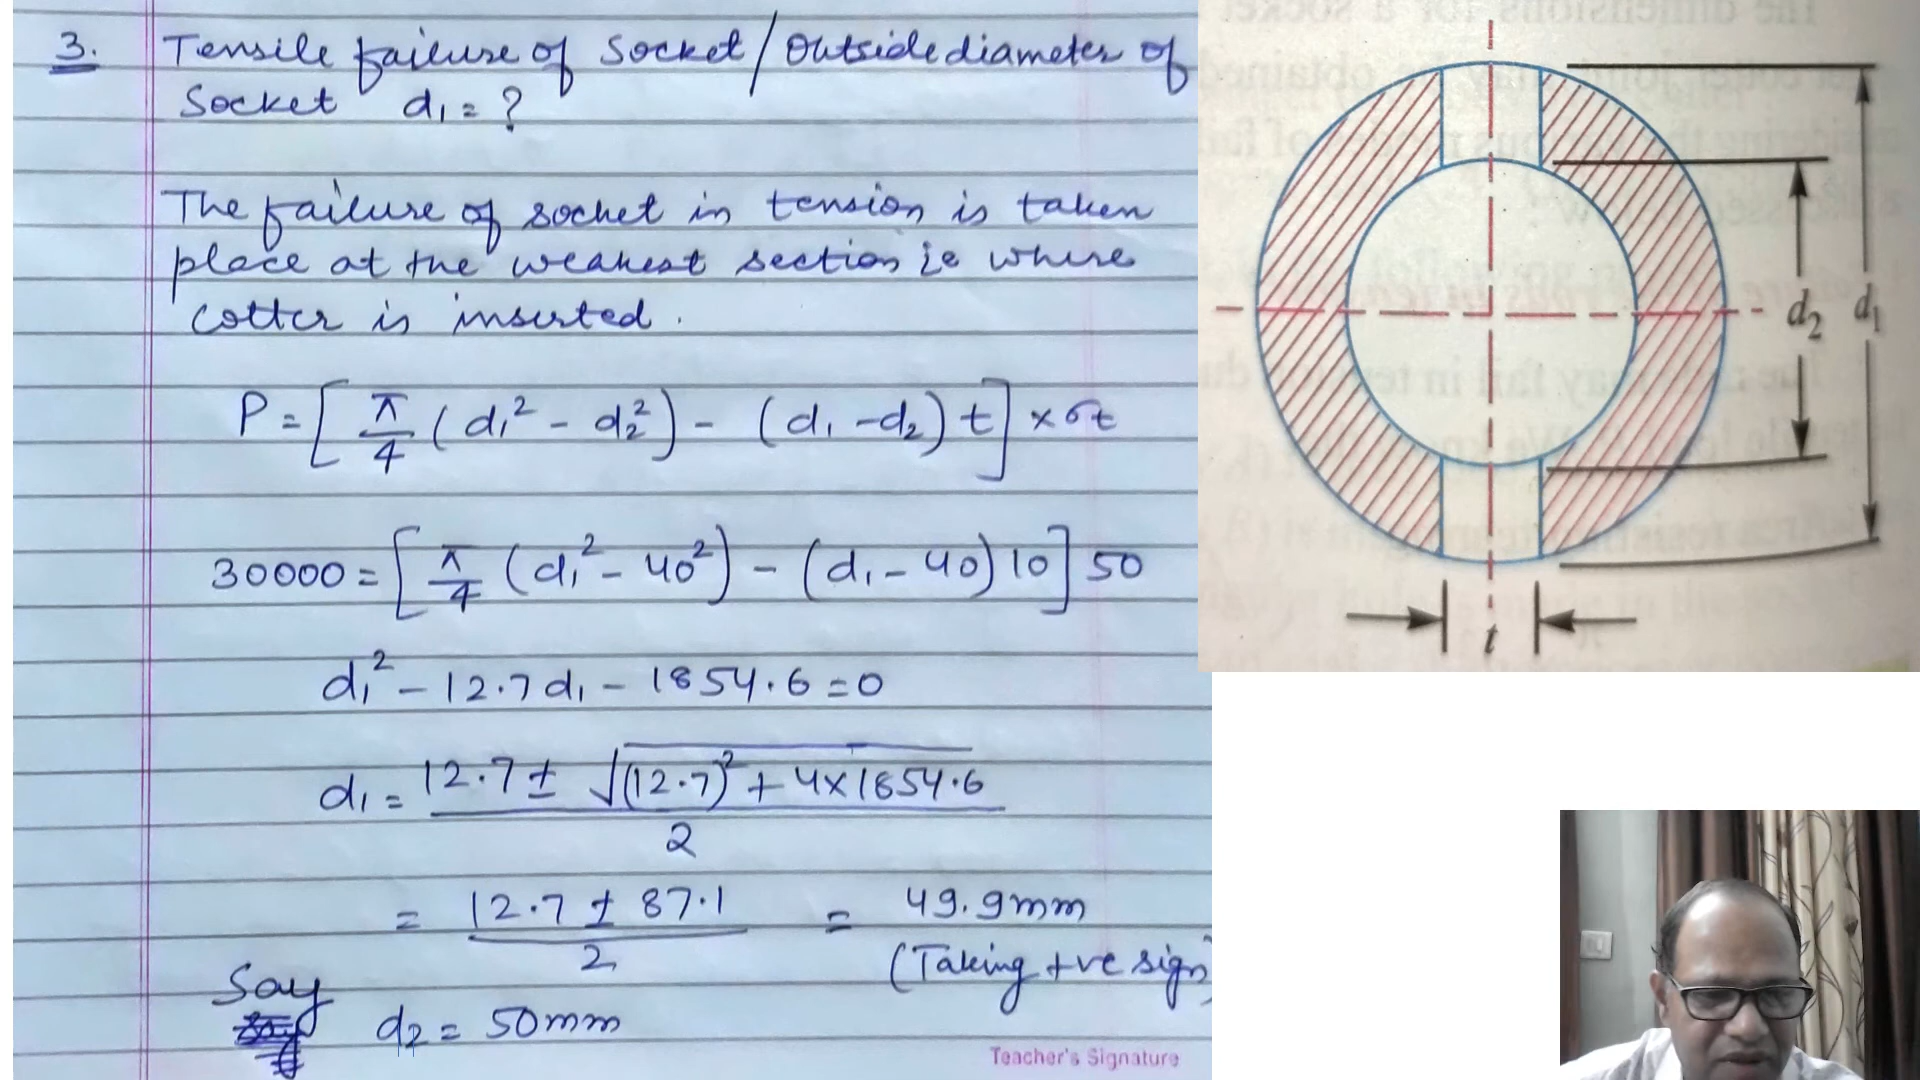 3. Tensile failure of Socket/Outside diameter of
Socket d₁ = ?
The failure of socket in tension is taken
place at the weakest section ie where
cotter is inserted.
P = [π/4 (d₁² - d₂²) - (d₁ - d₂) t] × σt
30000 = [π/4 (d₁² - 40²) - (d₁ - 40) 10] 50
d₁² - 12.7 d₁ - 1854.6 = 0
d₁ = (12.7 ± √((12.7)² + 4 × 1854.6)) / 2
= (12.7 ± 87.1) / 2 = 49.9 mm
(Taking +ve sign)
Say
d₂ = 50mm
Teacher's Signature
d₂ d₁
t